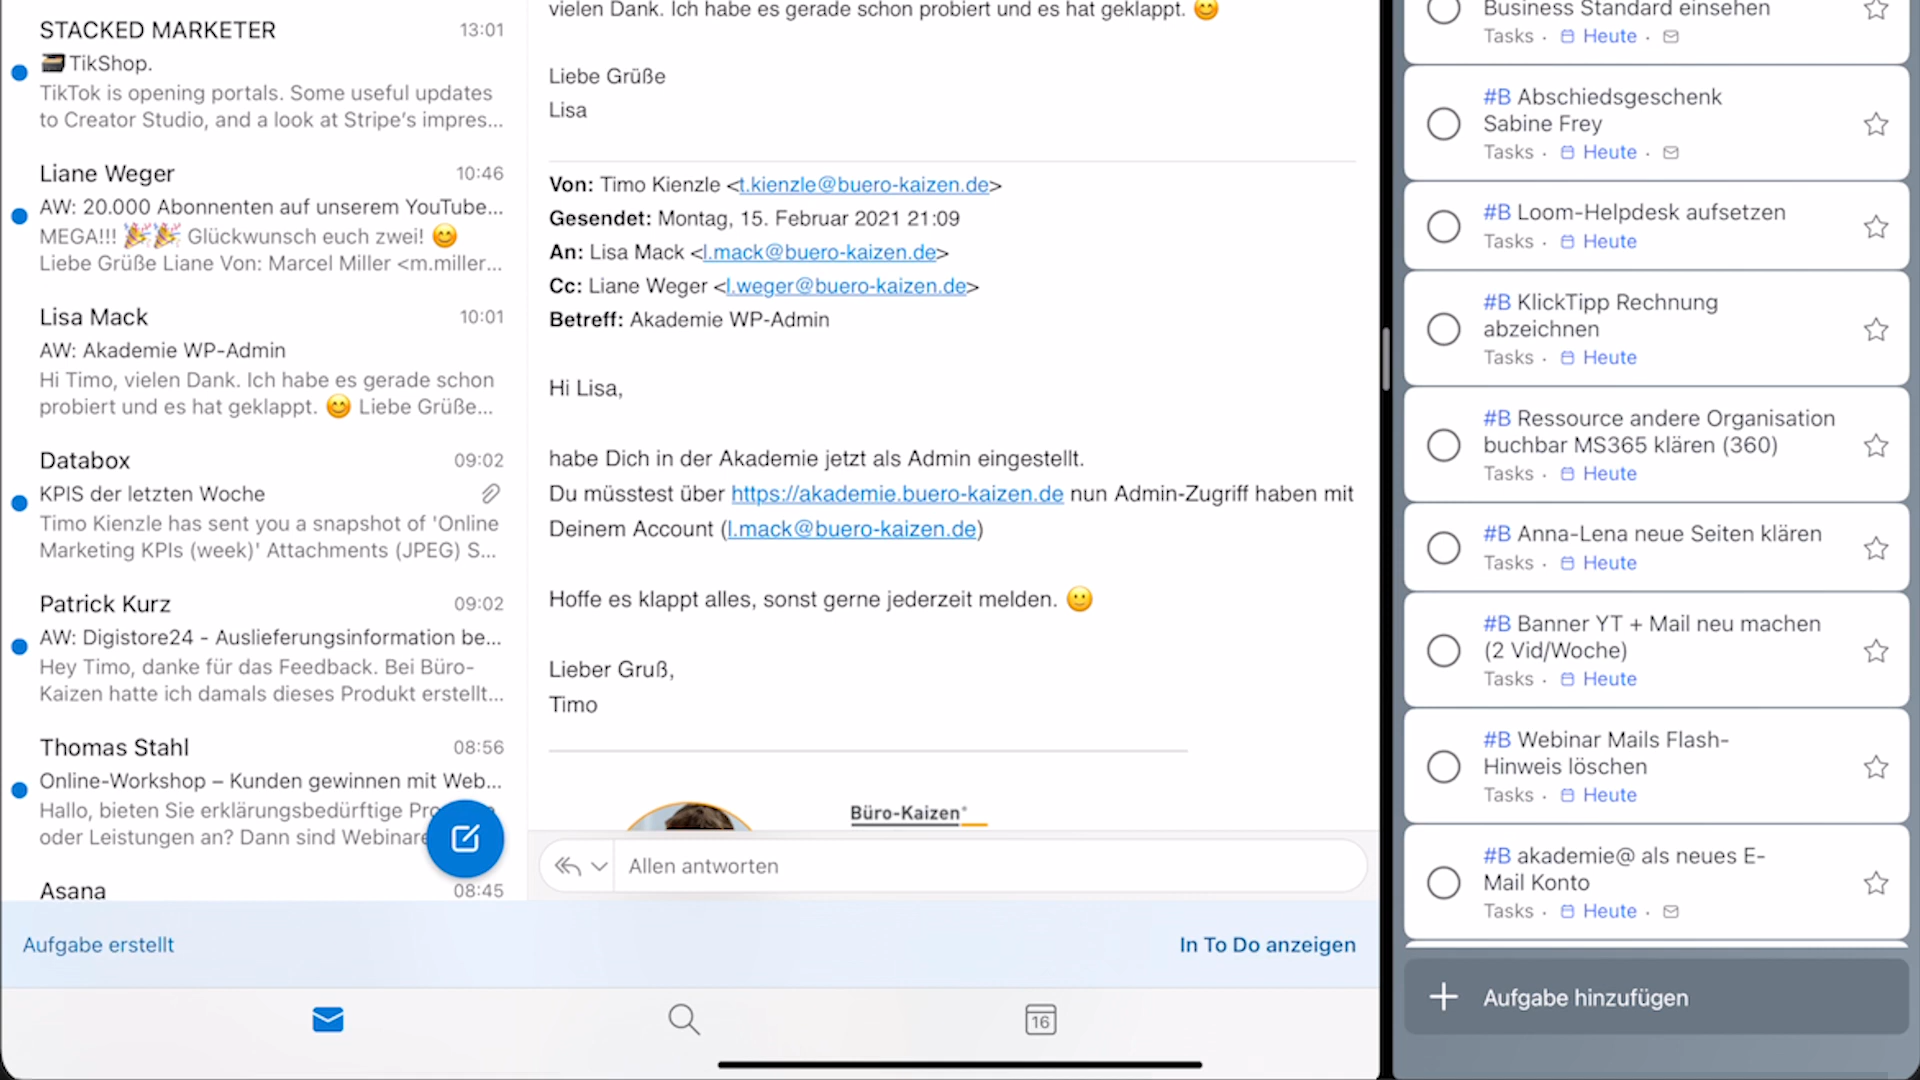 STACKED MARKETER 13:01
TikShop.
TikTok is opening portals. Some useful updates
to Creator Studio, and a look at Stripe's impres...
Liane Weger 10:46
AW: 20.000 Abonnenten auf unserem YouTube...
MEGA!!! 🎉🎉 Glückwunsch euch zwei! 😊
Liebe Grüße Liane Von: Marcel Miller <m.miller...
Lisa Mack 10:01
AW: Akademie WP-Admin
Hi Timo, vielen Dank. Ich habe es gerade schon
probiert und es hat geklappt. 😊 Liebe Grüße...
Databox 09:02
KPIS der letzten Woche
Timo Kienzle has sent you a snapshot of 'Online
Marketing KPIs (week)' Attachments (JPEG) S...
Patrick Kurz 09:02
AW: Digistore24 - Auslieferungsinformation be...
Hey Timo, danke für das Feedback. Bei Büro-
Kaizen hatte ich damals dieses Produkt erstellt...
Thomas Stahl 08:56
Online-Workshop – Kunden gewinnen mit Web...
Hallo, bieten Sie erklärungsbedürftige
oder Leistungen an? Dann sind
Asana 08:45
vielen Dank. Ich habe es gerade schon probiert und es hat geklappt. 😊
Liebe Grüße
Lisa
Von: Timo Kienzle <t.kienzle@buero-kaizen.de>
Gesendet: Montag, 15. Februar 2021 21:09
An: Lisa Mack <l.mack@buero-kaizen.de>
Cc: Liane Weger <l.weger@buero-kaizen.de>
Betreff: Akademie WP-Admin
Hi Lisa,
habe Dich in der Akademie jetzt als Admin eingestellt.
Du müsstest über https://akademie.buero-kaizen.de nun Admin-Zugriff haben mit
Deinem Account (l.mack@buero-kaizen.de)
Hoffe es klappt alles, sonst gerne jederzeit melden. 🙂
Lieber Gruß,
Timo
Büro-Kaizen®
Allen antworten
Aufgabe erstellt
In To Do anzeigen
16
Business Standard einsehen
Tasks · Heute ·
#B Abschiedsgeschenk
Sabine Frey
Tasks · Heute ·
#B Loom-Helpdesk aufsetzen
Tasks · Heute
#B KlickTipp Rechnung
abzeichnen
Tasks · Heute
#B Ressource andere Organisation
buchbar MS365 klären (360)
Tasks · Heute
#B Anna-Lena neue Seiten klären
Tasks · Heute
#B Banner YT + Mail neu machen
(2 Vid/Woche)
Tasks · Heute
#B Webinar Mails Flash-
Hinweis löschen
Tasks · Heute
#B akademie@ als neues E-
Mail Konto
Tasks · Heute ·
Aufgabe hinzufügen